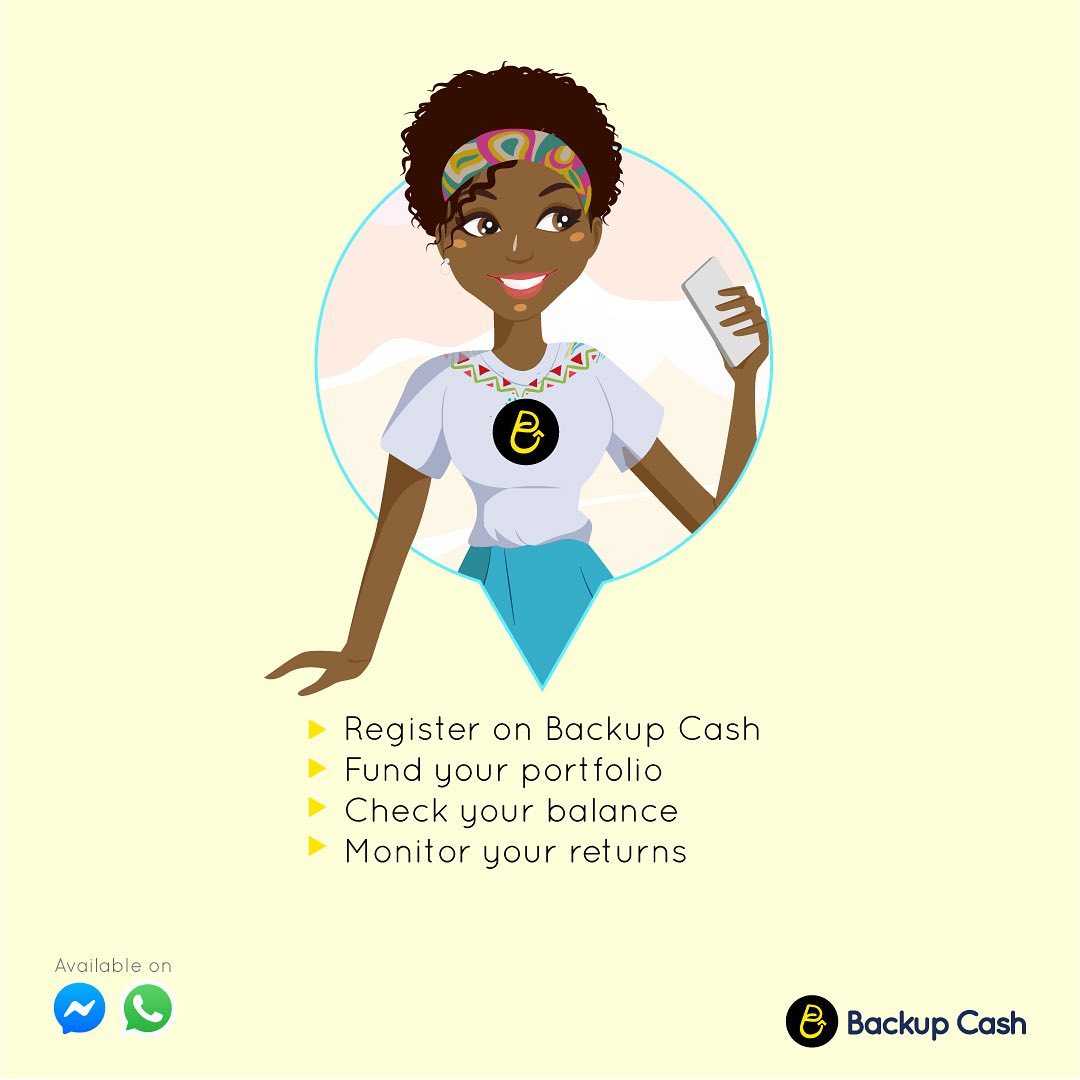 Register on Backup Cash
Fund your portfolio
Check your balance
Monitor your returns
Available on
Backup Cash